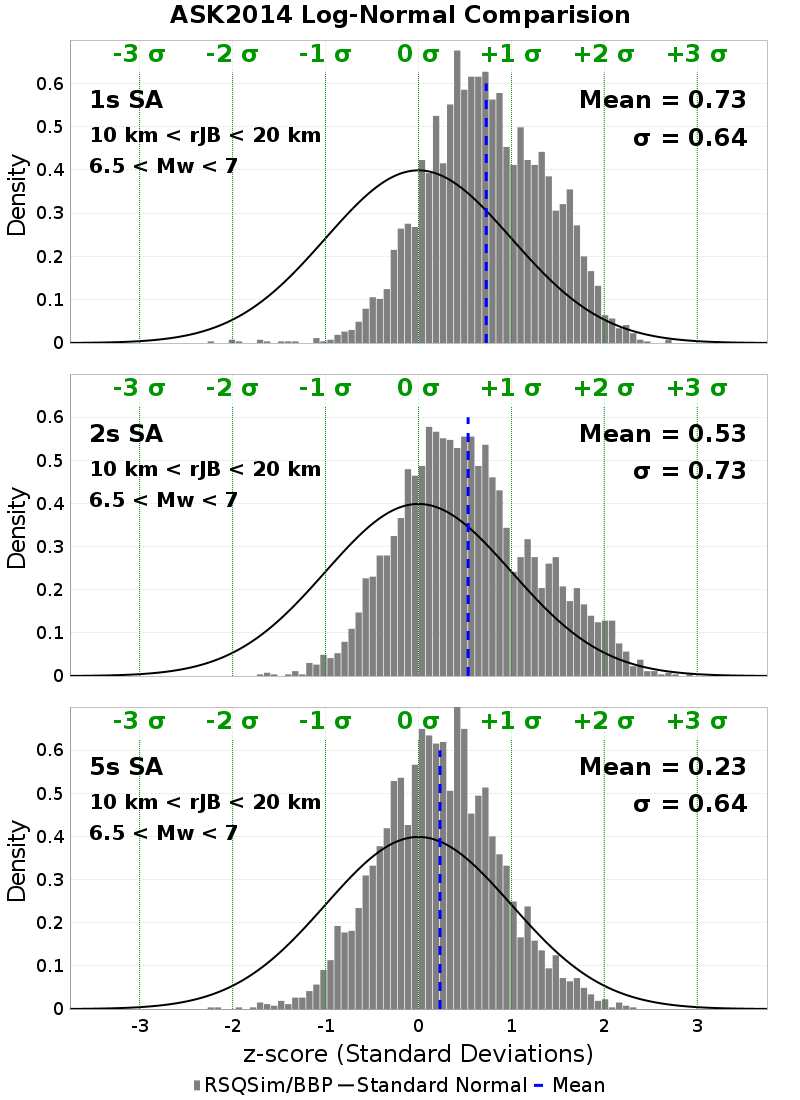 ASK2014 Log-Normal Comparision
-3 σ -2 σ -1 σ 0 σ +1 σ +2 σ +3 σ
0.6
0.5
0.4
0.3
0.2
0.1
0
Density
1s SA
10 km < rJB < 20 km
6.5 < Mw < 7
Mean = 0.73
σ = 0.64
-3 σ -2 σ -1 σ 0 σ +1 σ +2 σ +3 σ
0.6
0.5
0.4
0.3
0.2
0.1
0
Density
2s SA
10 km < rJB < 20 km
6.5 < Mw < 7
Mean = 0.53
σ = 0.73
-3 σ -2 σ -1 σ 0 σ +1 σ +2 σ +3 σ
0.6
0.5
0.4
0.3
0.2
0.1
0
Density
5s SA
10 km < rJB < 20 km
6.5 < Mw < 7
Mean = 0.23
σ = 0.64
-3 -2 -1 0 1 2 3
z-score (Standard Deviations)
RSQSim/BBP Standard Normal Mean